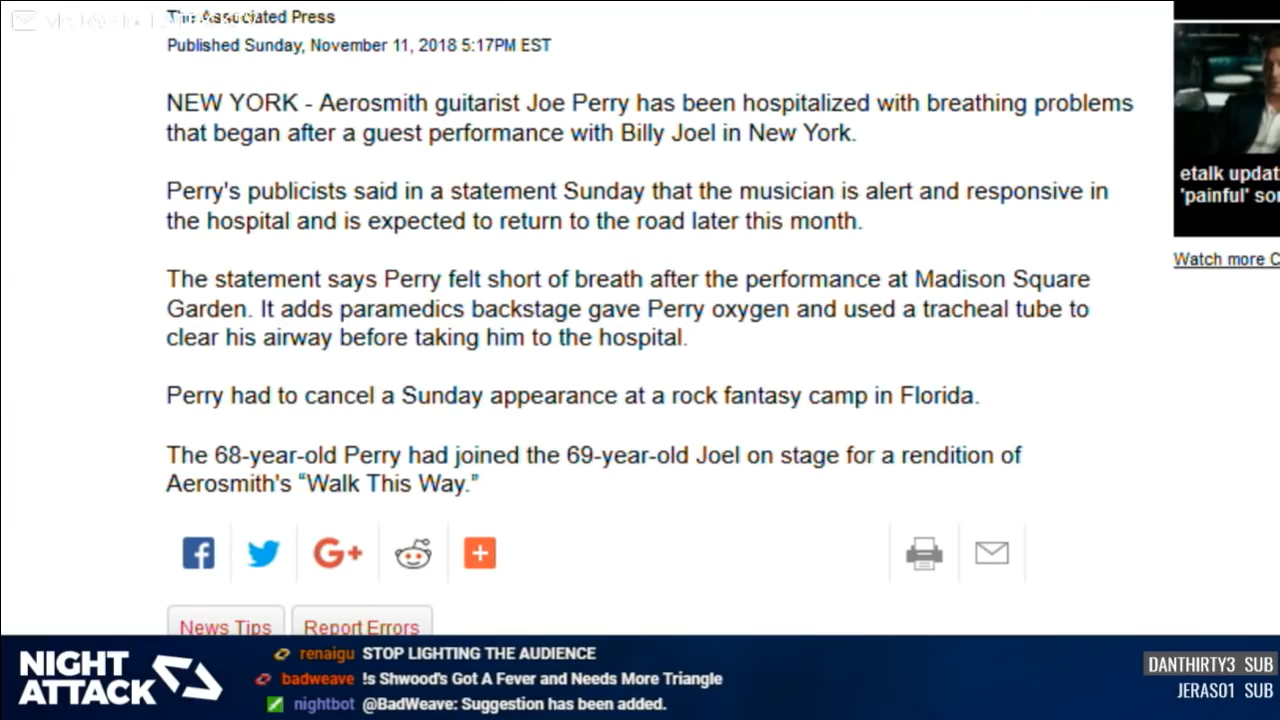 The Associated Press
Published Sunday, November 11, 2018 5:17PM EST
NEW YORK - Aerosmith guitarist Joe Perry has been hospitalized with breathing problems
that began after a guest performance with Billy Joel in New York.
Perry's publicists said in a statement Sunday that the musician is alert and responsive in
the hospital and is expected to return to the road later this month.
The statement says Perry felt short of breath after the performance at Madison Square
Garden. It adds paramedics backstage gave Perry oxygen and used a tracheal tube to
clear his airway before taking him to the hospital.
Perry had to cancel a Sunday appearance at a rock fantasy camp in Florida.
The 68-year-old Perry had joined the 69-year-old Joel on stage for a rendition of
Aerosmith's “Walk This Way.”
etalk updat
'painful' so
Watch more C
G+
News Tips
Report Errors
NIGHT
ATTACK
renaigu STOP LIGHTING THE AUDIENCE
badweave !s Shwood's Got A Fever and Needs More Triangle
nightbot @BadWeave: Suggestion has been added.
DANTHIRTY3 SUB
JERAS01 SUB